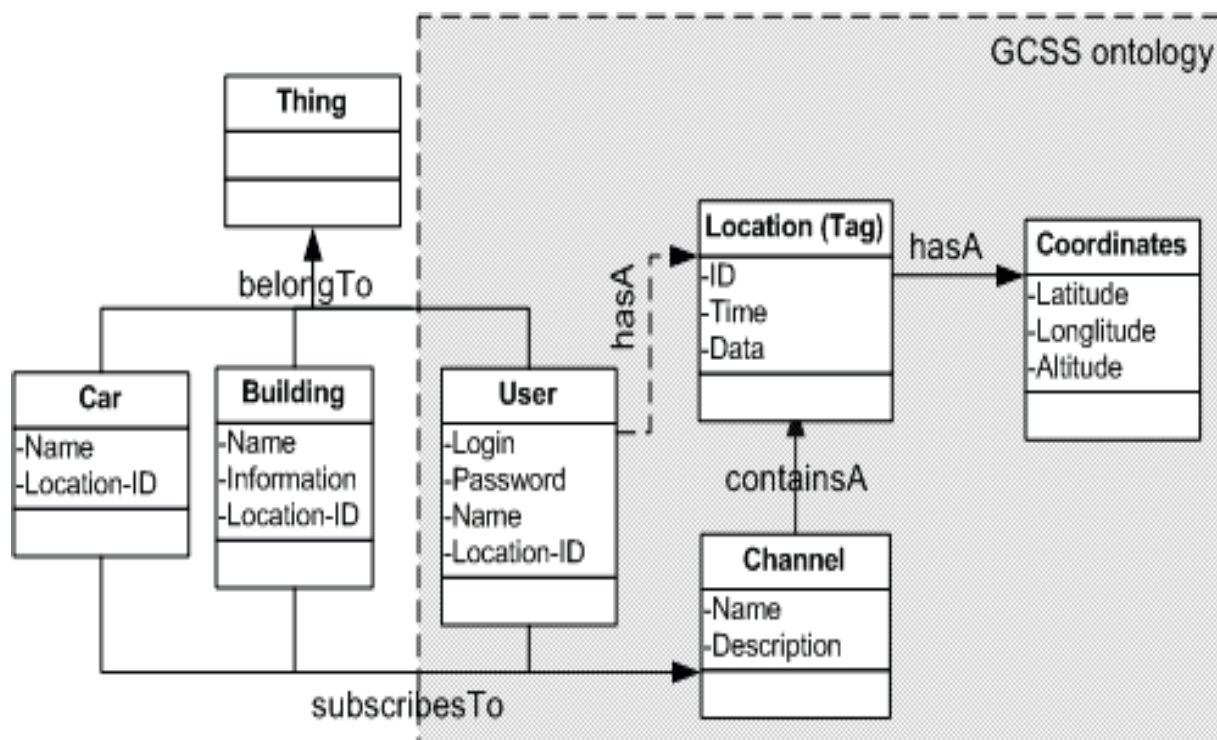 GCSS ontology
Thing
belongTo
Car
-Name
-Location-ID
Building
-Name
-Information
-Location-ID
User
-Login
-Password
-Name
-Location-ID
hasA
Location (Tag)
-ID
-Time
-Data
hasA
Coordinates
-Latitude
-Longlitude
-Altitude
containsA
Channel
-Name
-Description
subscribesTo